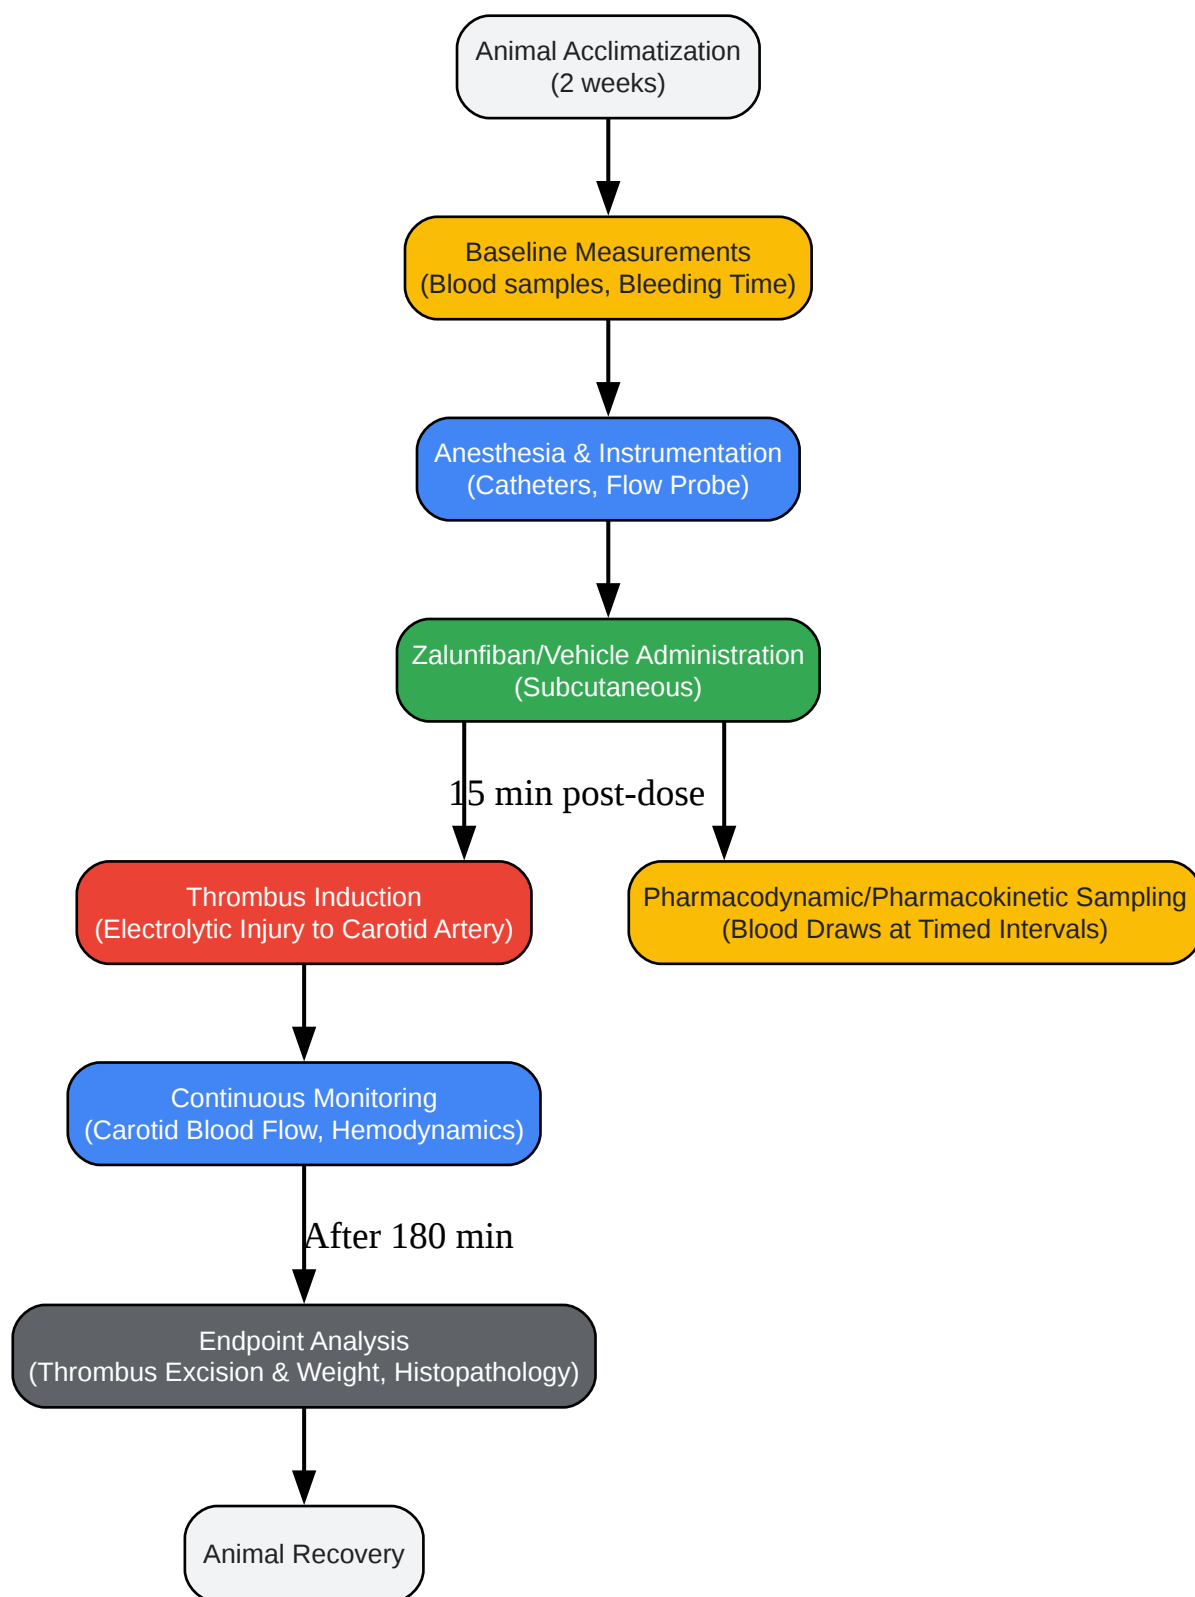 Animal Acclimatization
(2 weeks)
Baseline Measurements
(Blood samples, Bleeding Time)
Anesthesia & Instrumentation
(Catheters, Flow Probe)
Zalunfiban/Vehicle Administration
(Subcutaneous)
15 min post-dose
Thrombus Induction
(Electrolytic Injury to Carotid Artery)
Pharmacodynamic/Pharmacokinetic Sampling
(Blood Draws at Timed Intervals)
Continuous Monitoring
(Carotid Blood Flow, Hemodynamics)
After 180 min
Endpoint Analysis
(Thrombus Excision & Weight, Histopathology)
Animal Recovery